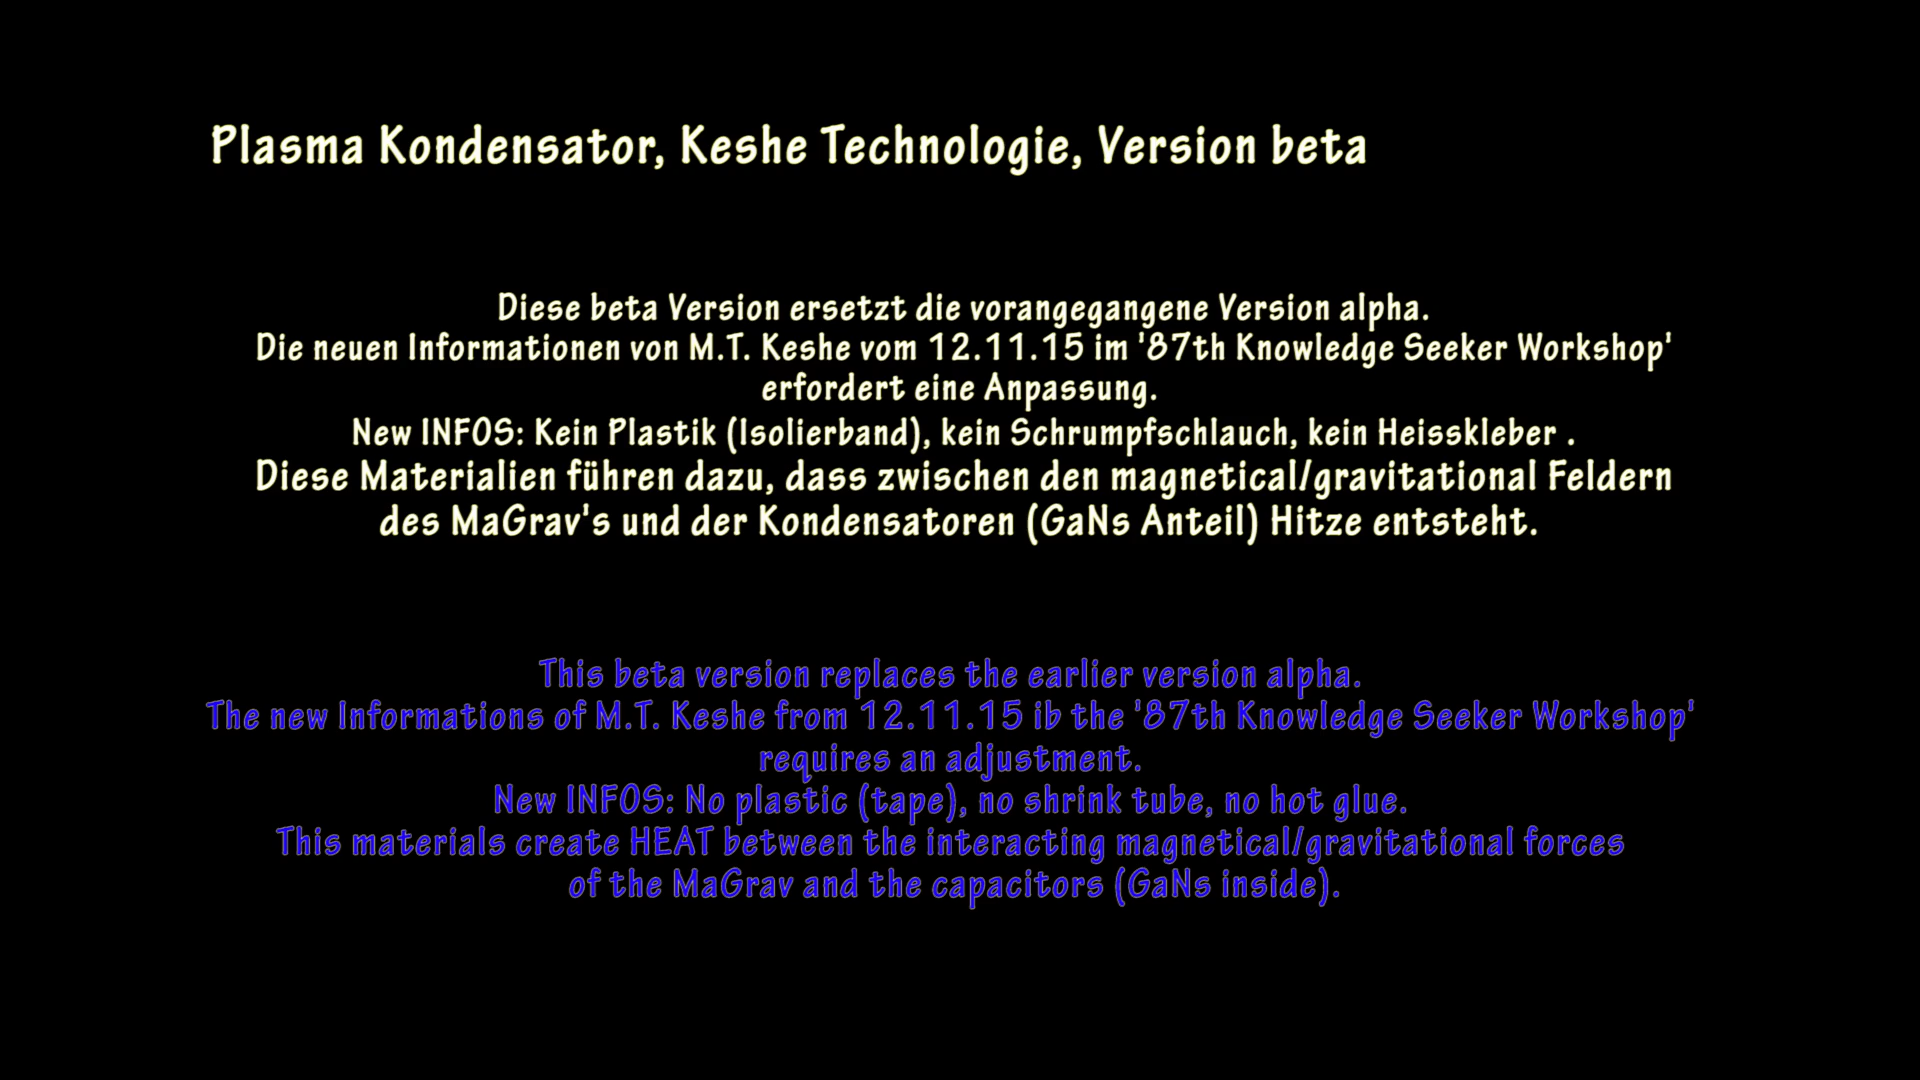 Plasma Kondensator, Keshe Technologie, Version beta
Diese beta Version ersetzt die vorangegangene Version alpha.
Die neuen Informationen von M.T. Keshe vom 12.11.15 im '87th Knowledge Seeker Workshop'
erfordert eine Anpassung.
New INFOS: Kein Plastik (Isolierband), kein Schrumpfschlauch, kein Heisskleber .
Diese Materialien führen dazu, dass zwischen den magnetical/gravitational Feldern
des MaGrav's und der Kondensatoren (GaNs Anteil) Hitze entsteht.
This beta version replaces the earlier version alpha.
The new Informations of M.T. Keshe from 12.11.15 ib the '87th Knowledge Seeker Workshop'
requires an adjustment.
New INFOS: No plastic (tape), no shrink tube, no hot glue.
This materials create HEAT between the interacting magnetical/gravitational forces
of the MaGrav and the capacitors (GaNs inside).